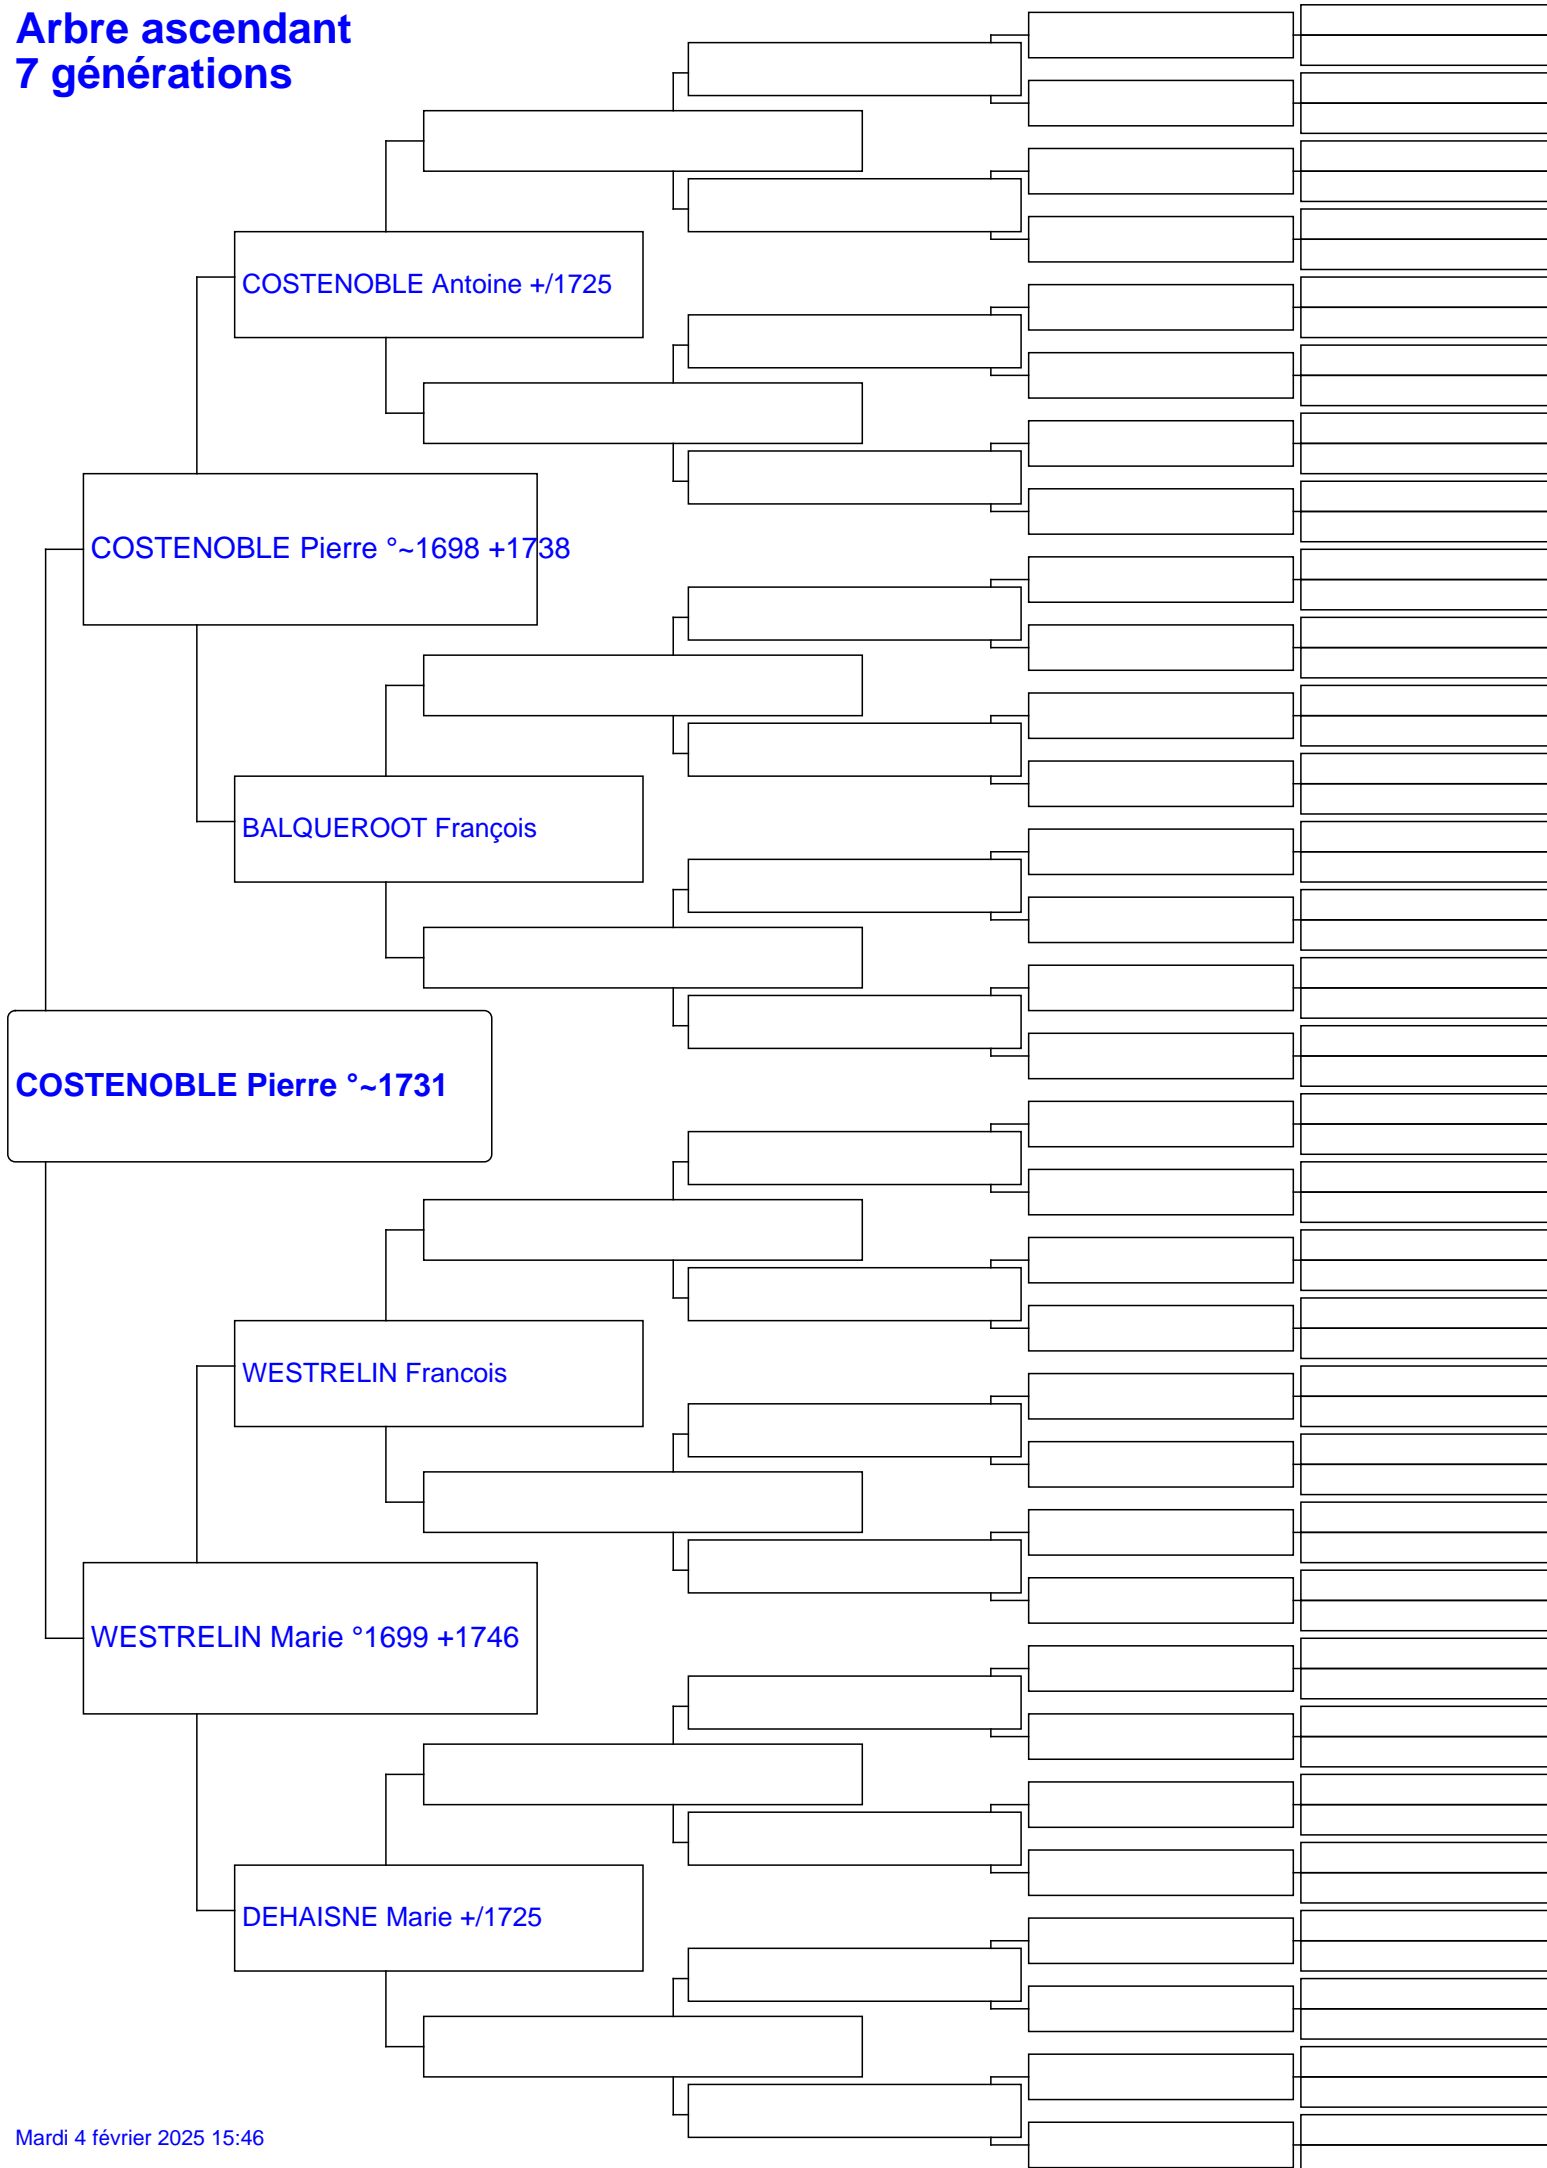 Arbre ascendant
7 générations
COSTENOBLE Antoine +/1725
COSTENOBLE Pierre °~1698 +1738
BALQUEROOT François
COSTENOBLE Pierre °~1731
WESTRELIN Francois
WESTRELIN Marie °1699 +1746
DEHAISNE Marie +/1725
Mardi 4 février 2025 15:46